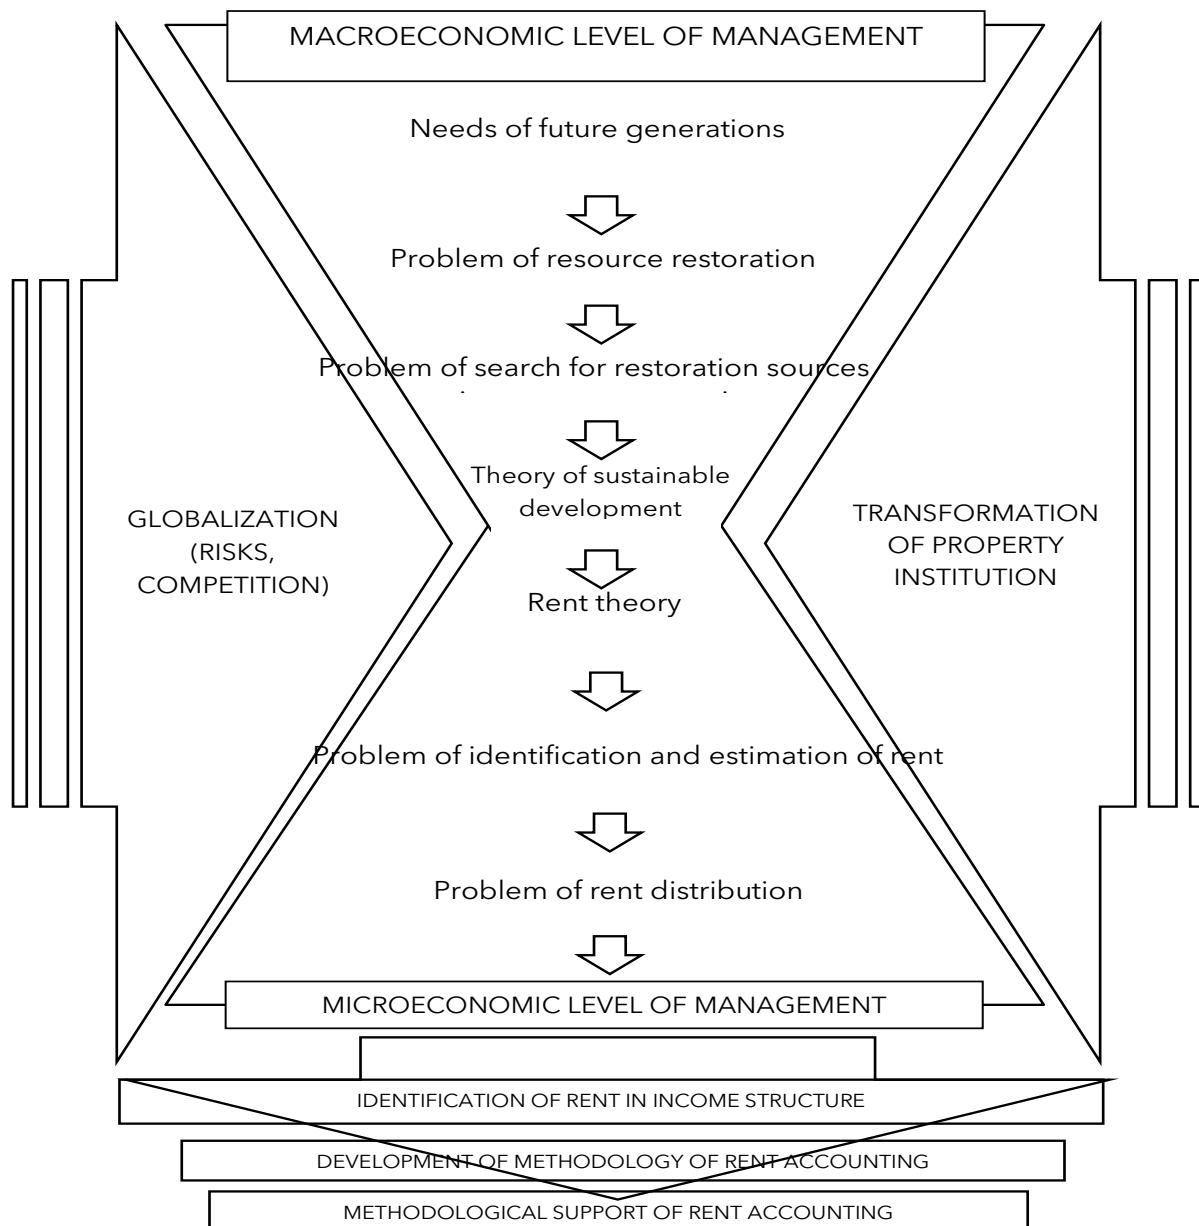 MACROECONOMIC LEVEL OF MANAGEMENT
Needs of future generations
Problem of resource restoration
Problem of search for restoration sources
Theory of sustainable
development
GLOBALIZATION
(RISKS,
COMPETITION)
TRANSFORMATION
OF PROPERTY
INSTITUTION
Rent theory
Problem of identification and estimation of rent
Problem of rent distribution
MICROECONOMIC LEVEL OF MANAGEMENT
IDENTIFICATION OF RENT IN INCOME STRUCTURE
DEVELOPMENT OF METHODOLOGY OF RENT ACCOUNTING
METHODOLOGICAL SUPPORT OF RENT ACCOUNTING